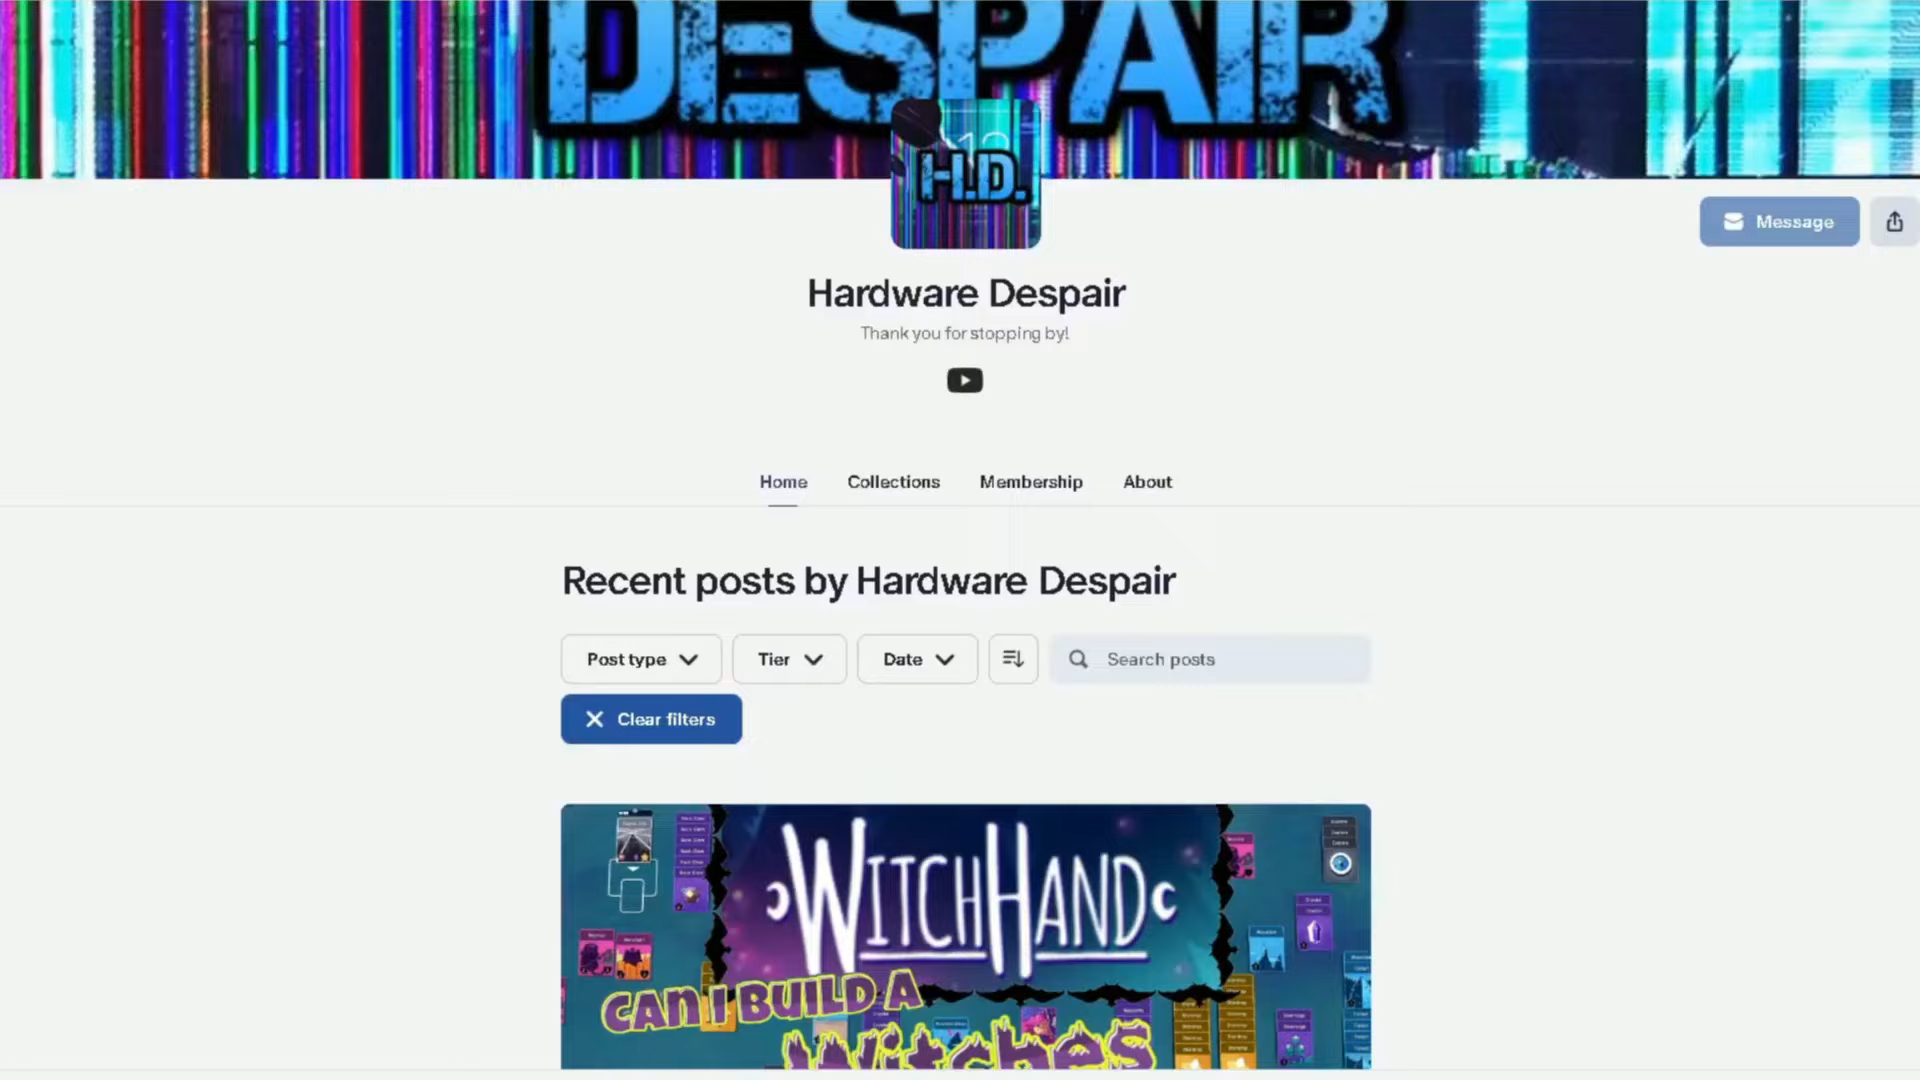 DESPAIR
H.D.
Message
Hardware Despair
Thank you for stopping by!
Home Collections Membership About
Recent posts by Hardware Despair
Post type Tier Date Search posts
Clear filters
WITCHHAND
CAN I BUILD A
Witches